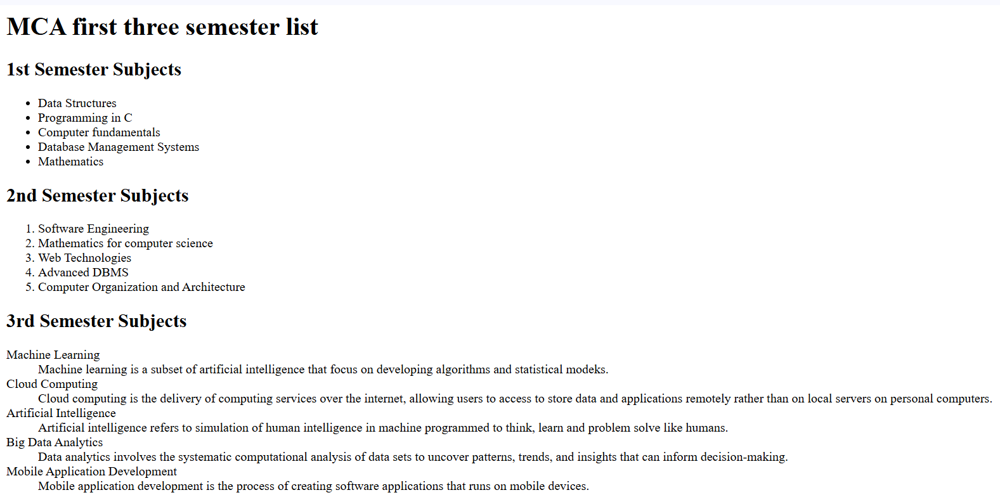 MCA first three semester list
1st Semester Subjects
• Data Structures
• Programming in C
• Computer fundamentals
• Database Management Systems
• Mathematics
2nd Semester Subjects
1. Software Engineering
2. Mathematics for computer science
3. Web Technologies
4. Advanced DBMS
5. Computer Organization and Architecture
3rd Semester Subjects
Machine Learning
Machine learning is a subset of artificial intelligence that focus on developing algorithms and statistical modeks.
Cloud Computing
Cloud computing is the delivery of computing services over the internet, allowing users to access to store data and applications remotely rather than on local servers on personal computers.
Artificial Intelligence
Artificial intelligence refers to simulation of human intelligence in machine programmed to think, learn and problem solve like humans.
Big Data Analytics
Data analytics involves the systematic computational analysis of data sets to uncover patterns, trends, and insights that can inform decision-making.
Mobile Application Development
Mobile application development is the process of creating software applications that runs on mobile devices.